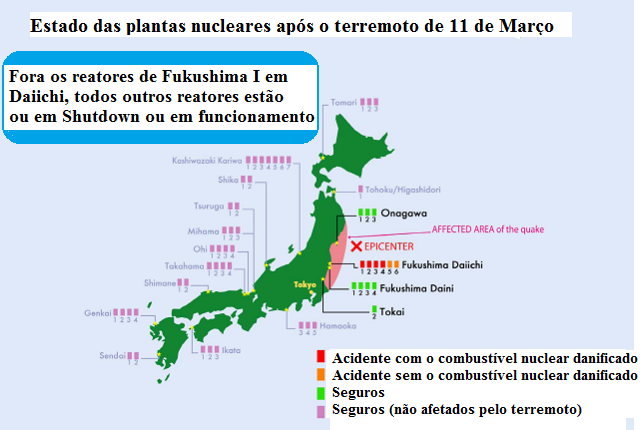 Estado das plantas nucleares após o terremoto de 11 de Março
Fora os reatores de Fukushima I em
Daiichi, todos outros reatores estão
ou em Shutdown ou em funcionamento
Tomari
1 2 3
Kashiwazaki Kariwa
1 2 3 4 5 6 7
Shika
1 2
Tohoku/Higashidori
1
Tsuruga
1 2
Onagawa
1 2 3
Mihama
1 2 3
AFFECTED AREA of the quake
EPICENTER
Ohi
1 2 3 4
Takahama
1 2 3 4
Fukushima Daiichi
1 2 3 4 5 6
Shimane
1 2
Tokyo
Fukushima Daini
1 2 3 4
Genkai
1 2 3 4
Tokai
2
Hamaoka
3 4 5
Ikata
1 2 3
Sendai
1 2
Acidente com o combustível nuclear danificado
Acidente sem o combustível nuclear danificado
Seguros
Seguros (não afetados pelo terremoto)